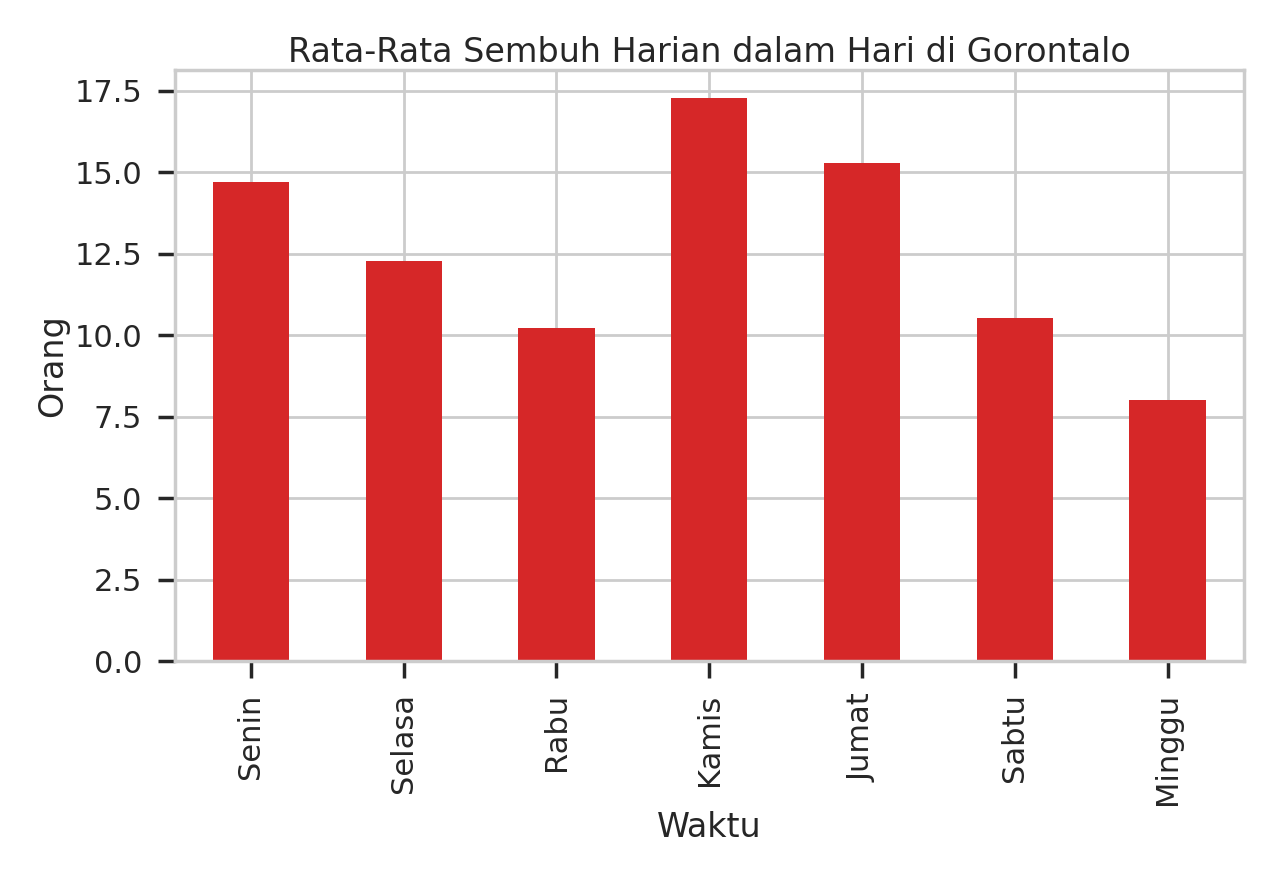 Rata-Rata Sembuh Harian dalam Hari di Gorontalo
17.5
15.0
12.5
10.0
7.5
5.0
2.5
0.0
Orang
Senin
Selasa
Rabu
Kamis
Jumat
Sabtu
Minggu
Waktu